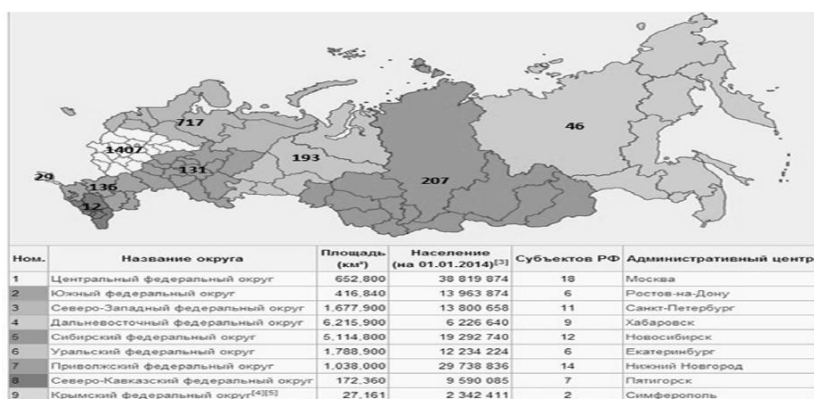 717
46
1407
193
29
131
136
207
12
Ном. Название округа Площадь (км²) Население (на 01.01.2014)[3] Субъектов РФ Административный центр
1 Центральный федеральный округ 652,800 38 819 874 18 Москва
2 Южный федеральный округ 416,840 13 963 874 6 Ростов-на-Дону
3 Северо-Западный федеральный округ 1,677,900 13 800 658 11 Санкт-Петербург
4 Дальневосточный федеральный округ 6,215,900 6 226 640 9 Хабаровск
5 Сибирский федеральный округ 5,114,800 19 292 740 12 Новосибирск
6 Уральский федеральный округ 1,788,900 12 234 224 6 Екатеринбург
7 Приволжский федеральный округ 1,038,000 29 738 836 14 Нижний Новгород
8 Северо-Кавказский федеральный округ 172,360 9 590 085 7 Пятигорск
9 Крымский федеральный округ[4][5] 27,161 2 342 411 2 Симферополь